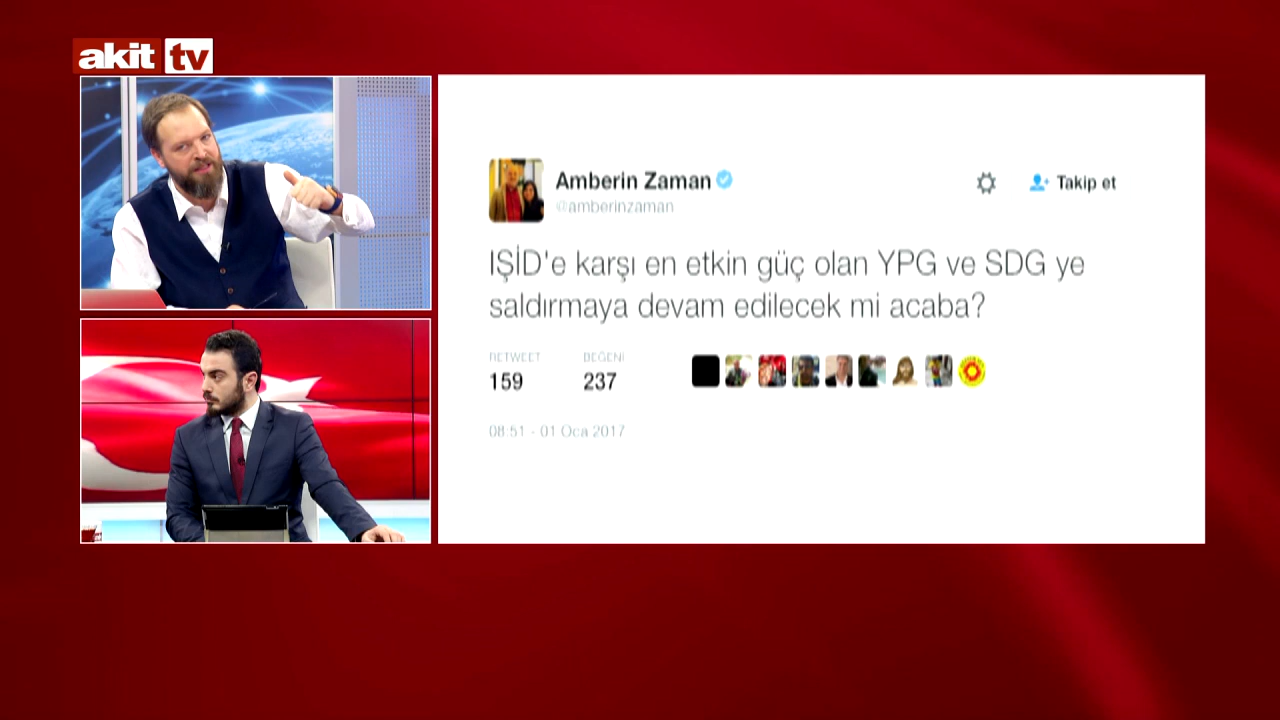 akit tv
Amberin Zaman
@amberinzaman
Takip et
IŞİD'e karşı en etkin güç olan YPG ve SDG ye
saldırmaya devam edilecek mi acaba?
RETWEET BEĞENI
159 237
08:51 - 01 Oca 2017